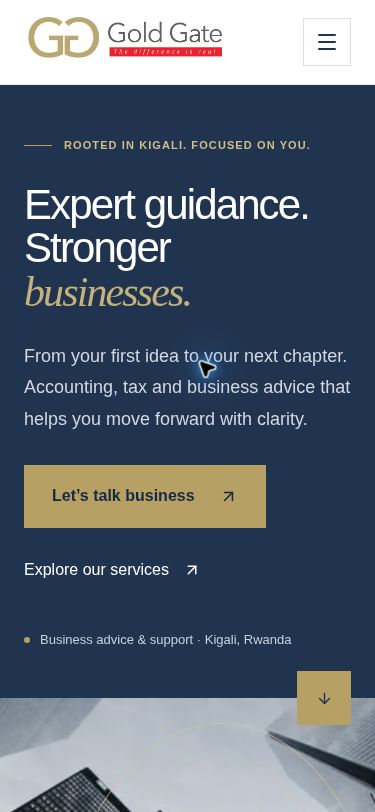 GG Gold Gate
The difference is real
ROOTED IN KIGALI. FOCUSED ON YOU.
Expert guidance.
Stronger
businesses.
From your first idea to your next chapter.
Accounting, tax and business advice that
helps you move forward with clarity.
Let’s talk business
Explore our services
Business advice & support · Kigali, Rwanda